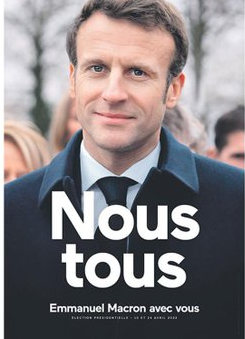 Nous
tous
Emmanuel Macron avec vous
ÉLECTION PRÉSIDENTIELLE - 10 ET 24 AVRIL 2022